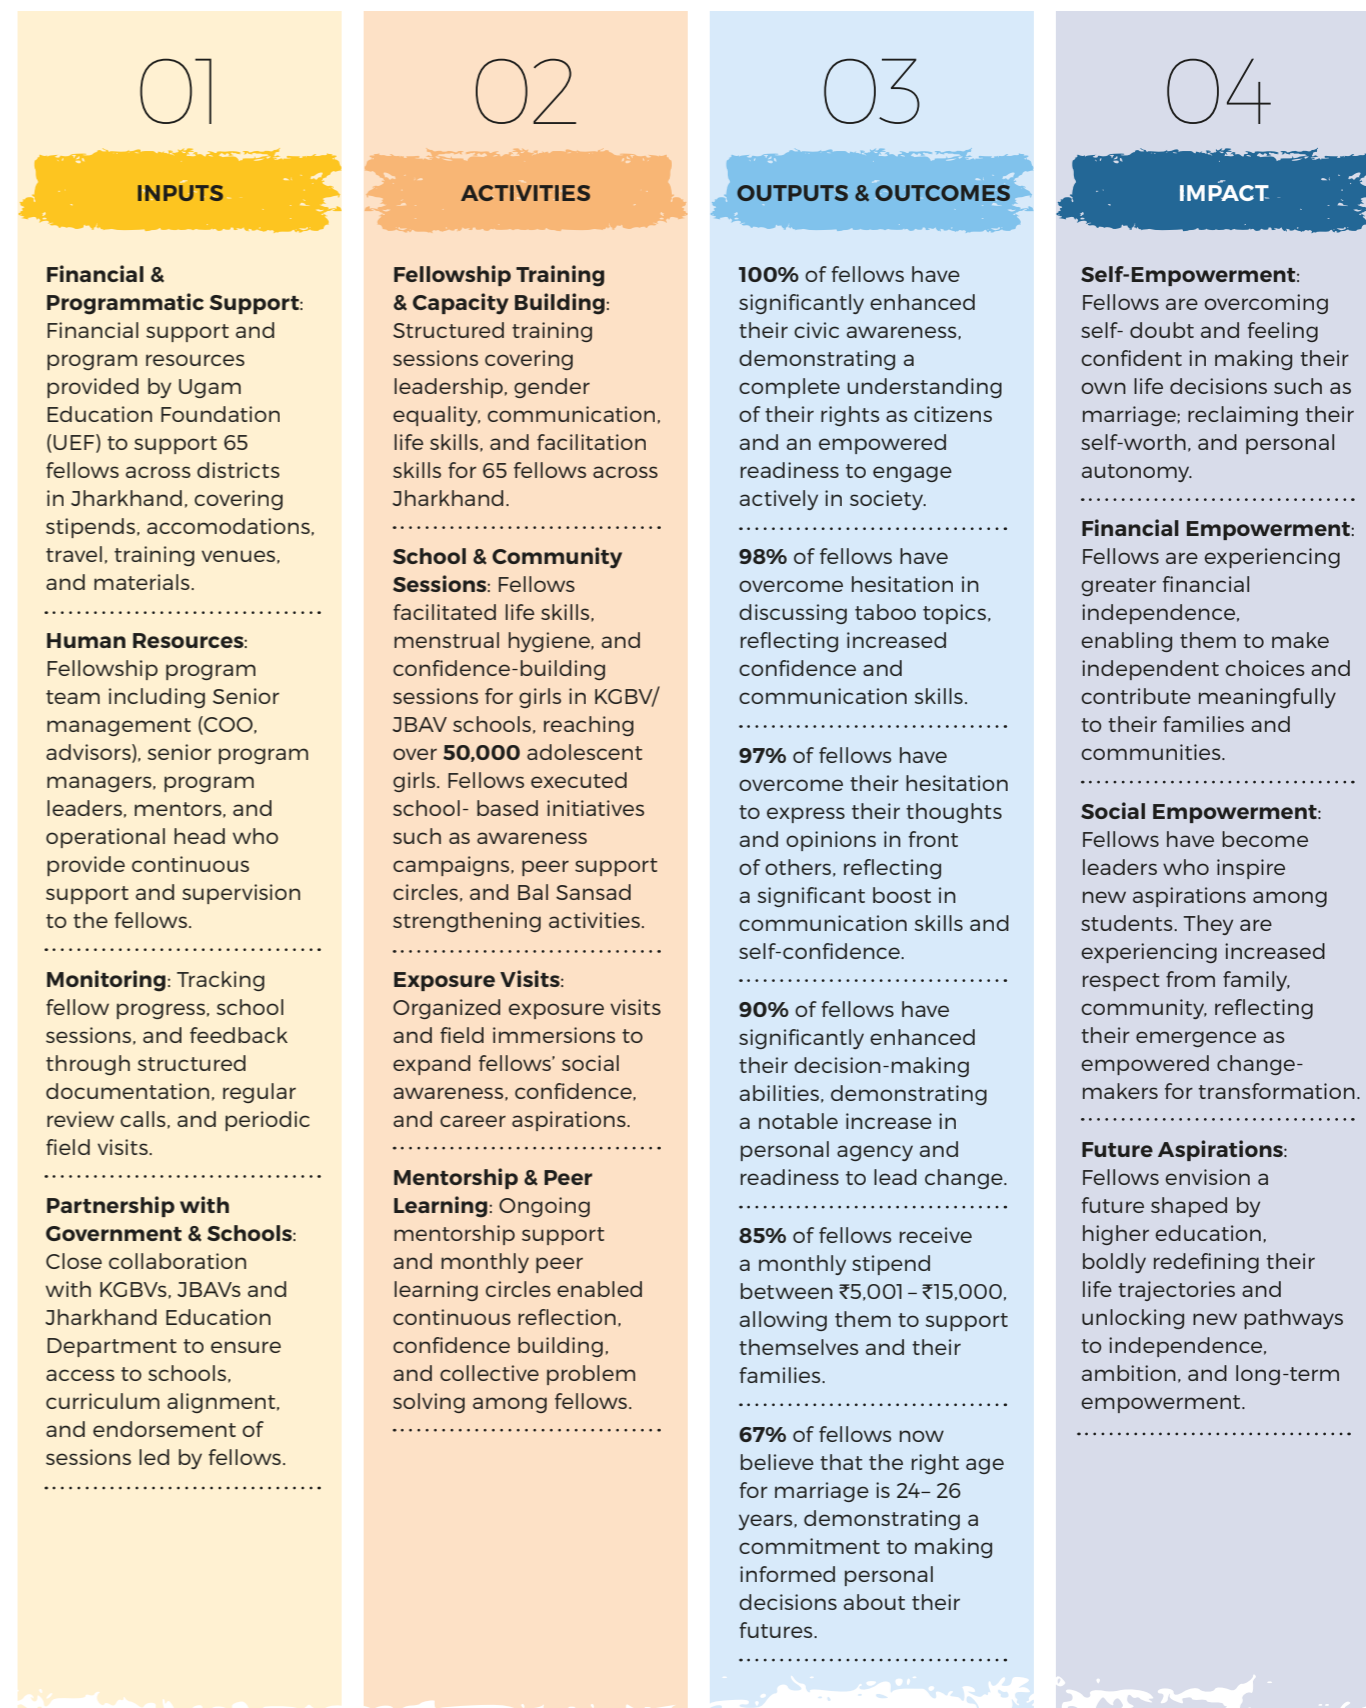 01
INPUTS
Financial &
Programmatic Support:
Financial support and
program resources
provided by Ugam
Education Foundation
(UEF) to support 65
fellows across districts
in Jharkhand, covering
stipends, accomodations,
travel, training venues,
and materials.
Human Resources:
Fellowship program
team including Senior
management (COO,
advisors), senior program
managers, program
leaders, mentors, and
operational head who
provide continuous
support and supervision
to the fellows.
Monitoring: Tracking
fellow progress, school
sessions, and feedback
through structured
documentation, regular
review calls, and periodic
field visits.
Partnership with
Government & Schools:
Close collaboration
with KGBVs, JBAVs and
Jharkhand Education
Department to ensure
access to schools,
curriculum alignment,
and endorsement of
sessions led by fellows.
02
ACTIVITIES
Fellowship Training
& Capacity Building:
Structured training
sessions covering
leadership, gender
equality, communication,
life skills, and facilitation
skills for 65 fellows across
Jharkhand.
School & Community
Sessions: Fellows
facilitated life skills,
menstrual hygiene, and
confidence-building
sessions for girls in KGBV/
JBAV schools, reaching
over 50,000 adolescent
girls. Fellows executed
school- based initiatives
such as awareness
campaigns, peer support
circles, and Bal Sansad
strengthening activities.
Exposure Visits:
Organized exposure visits
and field immersions to
expand fellows’ social
awareness, confidence,
and career aspirations.
Mentorship & Peer
Learning: Ongoing
mentorship support
and monthly peer
learning circles enabled
continuous reflection,
confidence building,
and collective problem
solving among fellows.
03
OUTPUTS & OUTCOMES
100% of fellows have
significantly enhanced
their civic awareness,
demonstrating a
complete understanding
of their rights as citizens
and an empowered
readiness to engage
actively in society.
98% of fellows have
overcome hesitation in
discussing taboo topics,
reflecting increased
confidence and
communication skills.
97% of fellows have
overcome their hesitation
to express their thoughts
and opinions in front
of others, reflecting
a significant boost in
communication skills and
self-confidence.
90% of fellows have
significantly enhanced
their decision-making
abilities, demonstrating
a notable increase in
personal agency and
readiness to lead change.
85% of fellows receive
a monthly stipend
between ₹5,001 – ₹15,000,
allowing them to support
themselves and their
families.
67% of fellows now
believe that the right age
for marriage is 24– 26
years, demonstrating a
commitment to making
informed personal
decisions about their
futures.
04
IMPACT
Self-Empowerment:
Fellows are overcoming
self- doubt and feeling
confident in making their
own life decisions such as
marriage; reclaiming their
self-worth, and personal
autonomy.
Financial Empowerment:
Fellows are experiencing
greater financial
independence,
enabling them to make
independent choices and
contribute meaningfully
to their families and
communities.
Social Empowerment:
Fellows have become
leaders who inspire
new aspirations among
students. They are
experiencing increased
respect from family,
community, reflecting
their emergence as
empowered change-
makers for transformation.
Future Aspirations:
Fellows envision a
future shaped by
higher education,
boldly redefining their
life trajectories and
unlocking new pathways
to independence,
ambition, and long-term
empowerment.